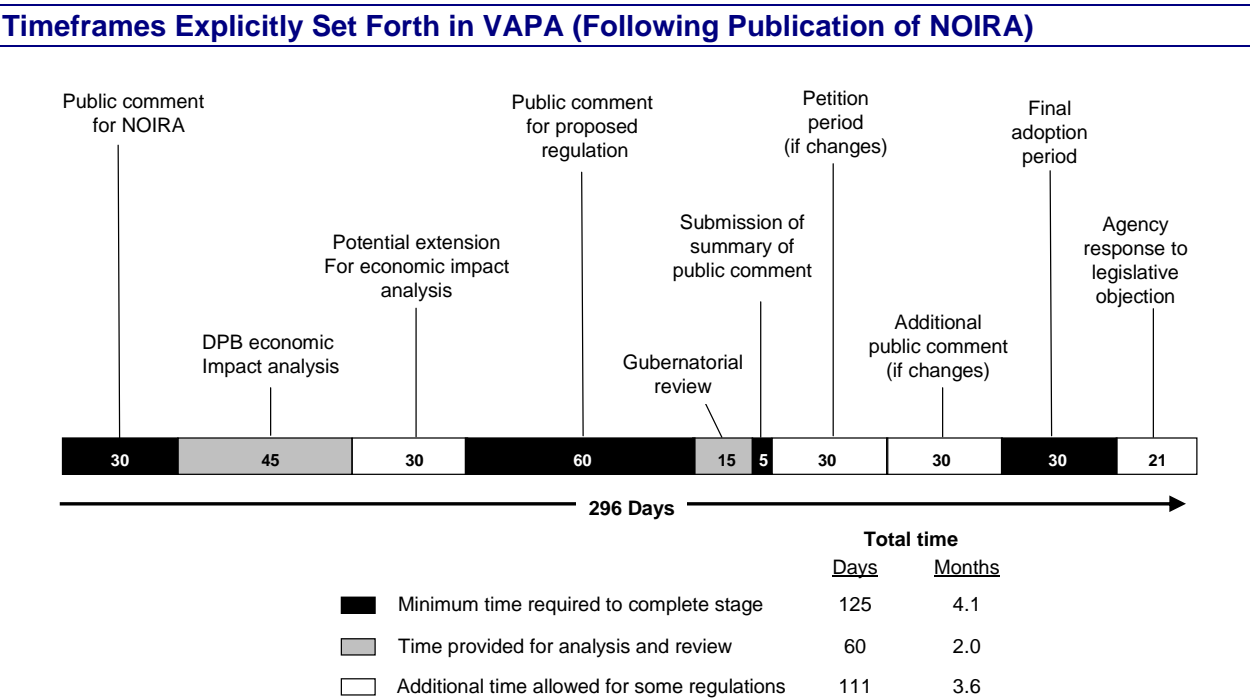 Timeframes Explicitly Set Forth in VAPA (Following Publication of NOIRA)
Public comment
for NOIRA
DPB economic
Impact analysis
Potential extension
For economic impact
analysis
Public comment
for proposed
regulation
Gubernatorial
review
Submission of
summary of
public comment
Petition
period
(if changes)
Additional
public comment
(if changes)
Final
adoption
period
Agency
response to
legislative
objection
30 45 30 60 15 5 30 30 30 21
296 Days
Total time
Days Months
Minimum time required to complete stage 125 4.1
Time provided for analysis and review 60 2.0
Additional time allowed for some regulations 111 3.6